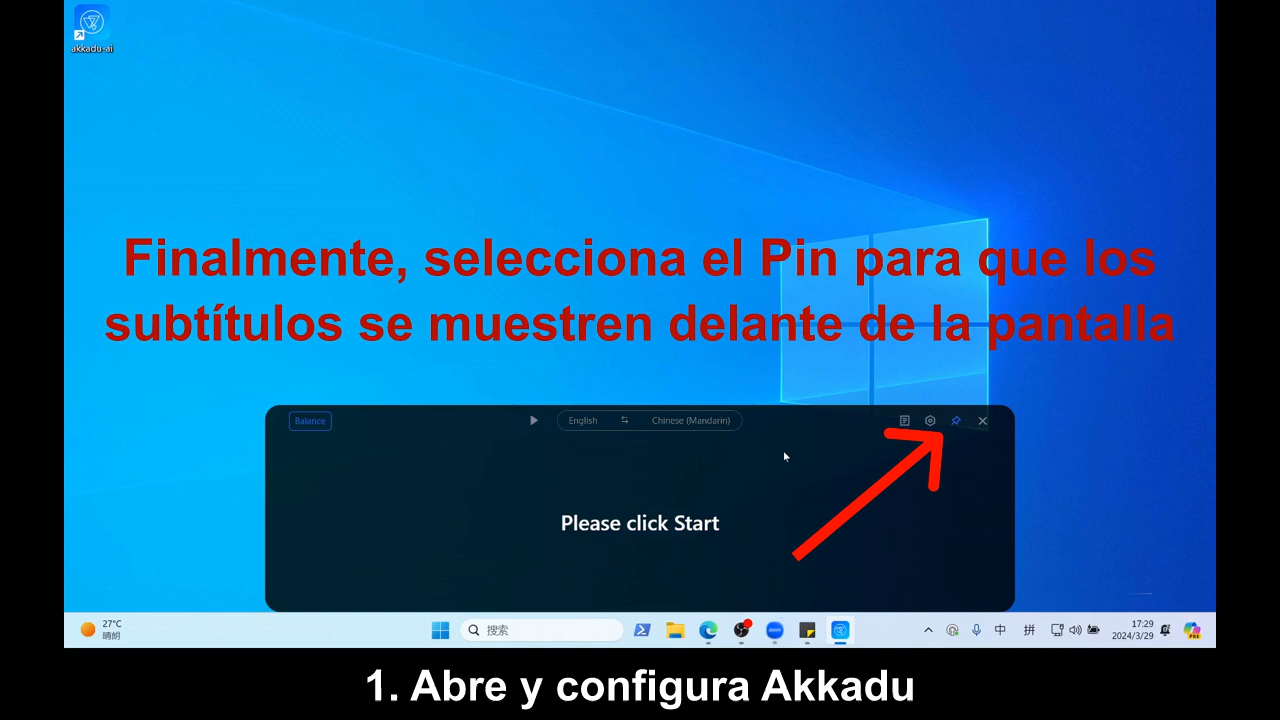 akkadu-ai
Finalmente, selecciona el Pin para que los
subtítulos se muestren delante de la pantalla
Balance
English
Chinese (Mandarin)
Please click Start
27°C
晴朗
搜索
zoom
中
拼
17:29
2024/3/29
PRE
1. Abre y configura Akkadu